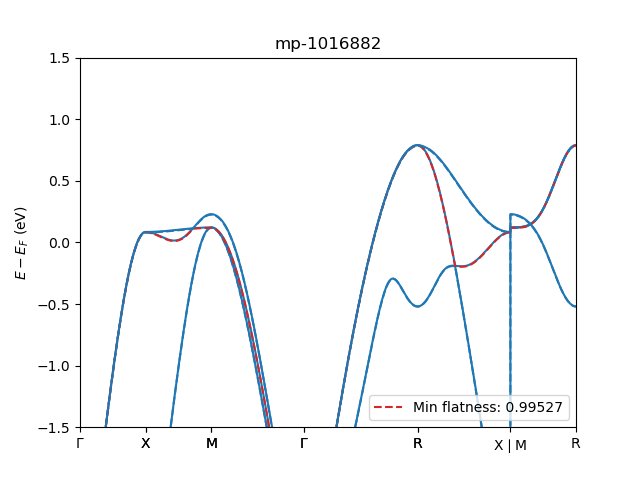 mp-1016882
E − E_F (eV)
1.5
1.0
0.5
0.0
−0.5
−1.0
−1.5
Min flatness: 0.99527
Γ X M Γ R X | M R